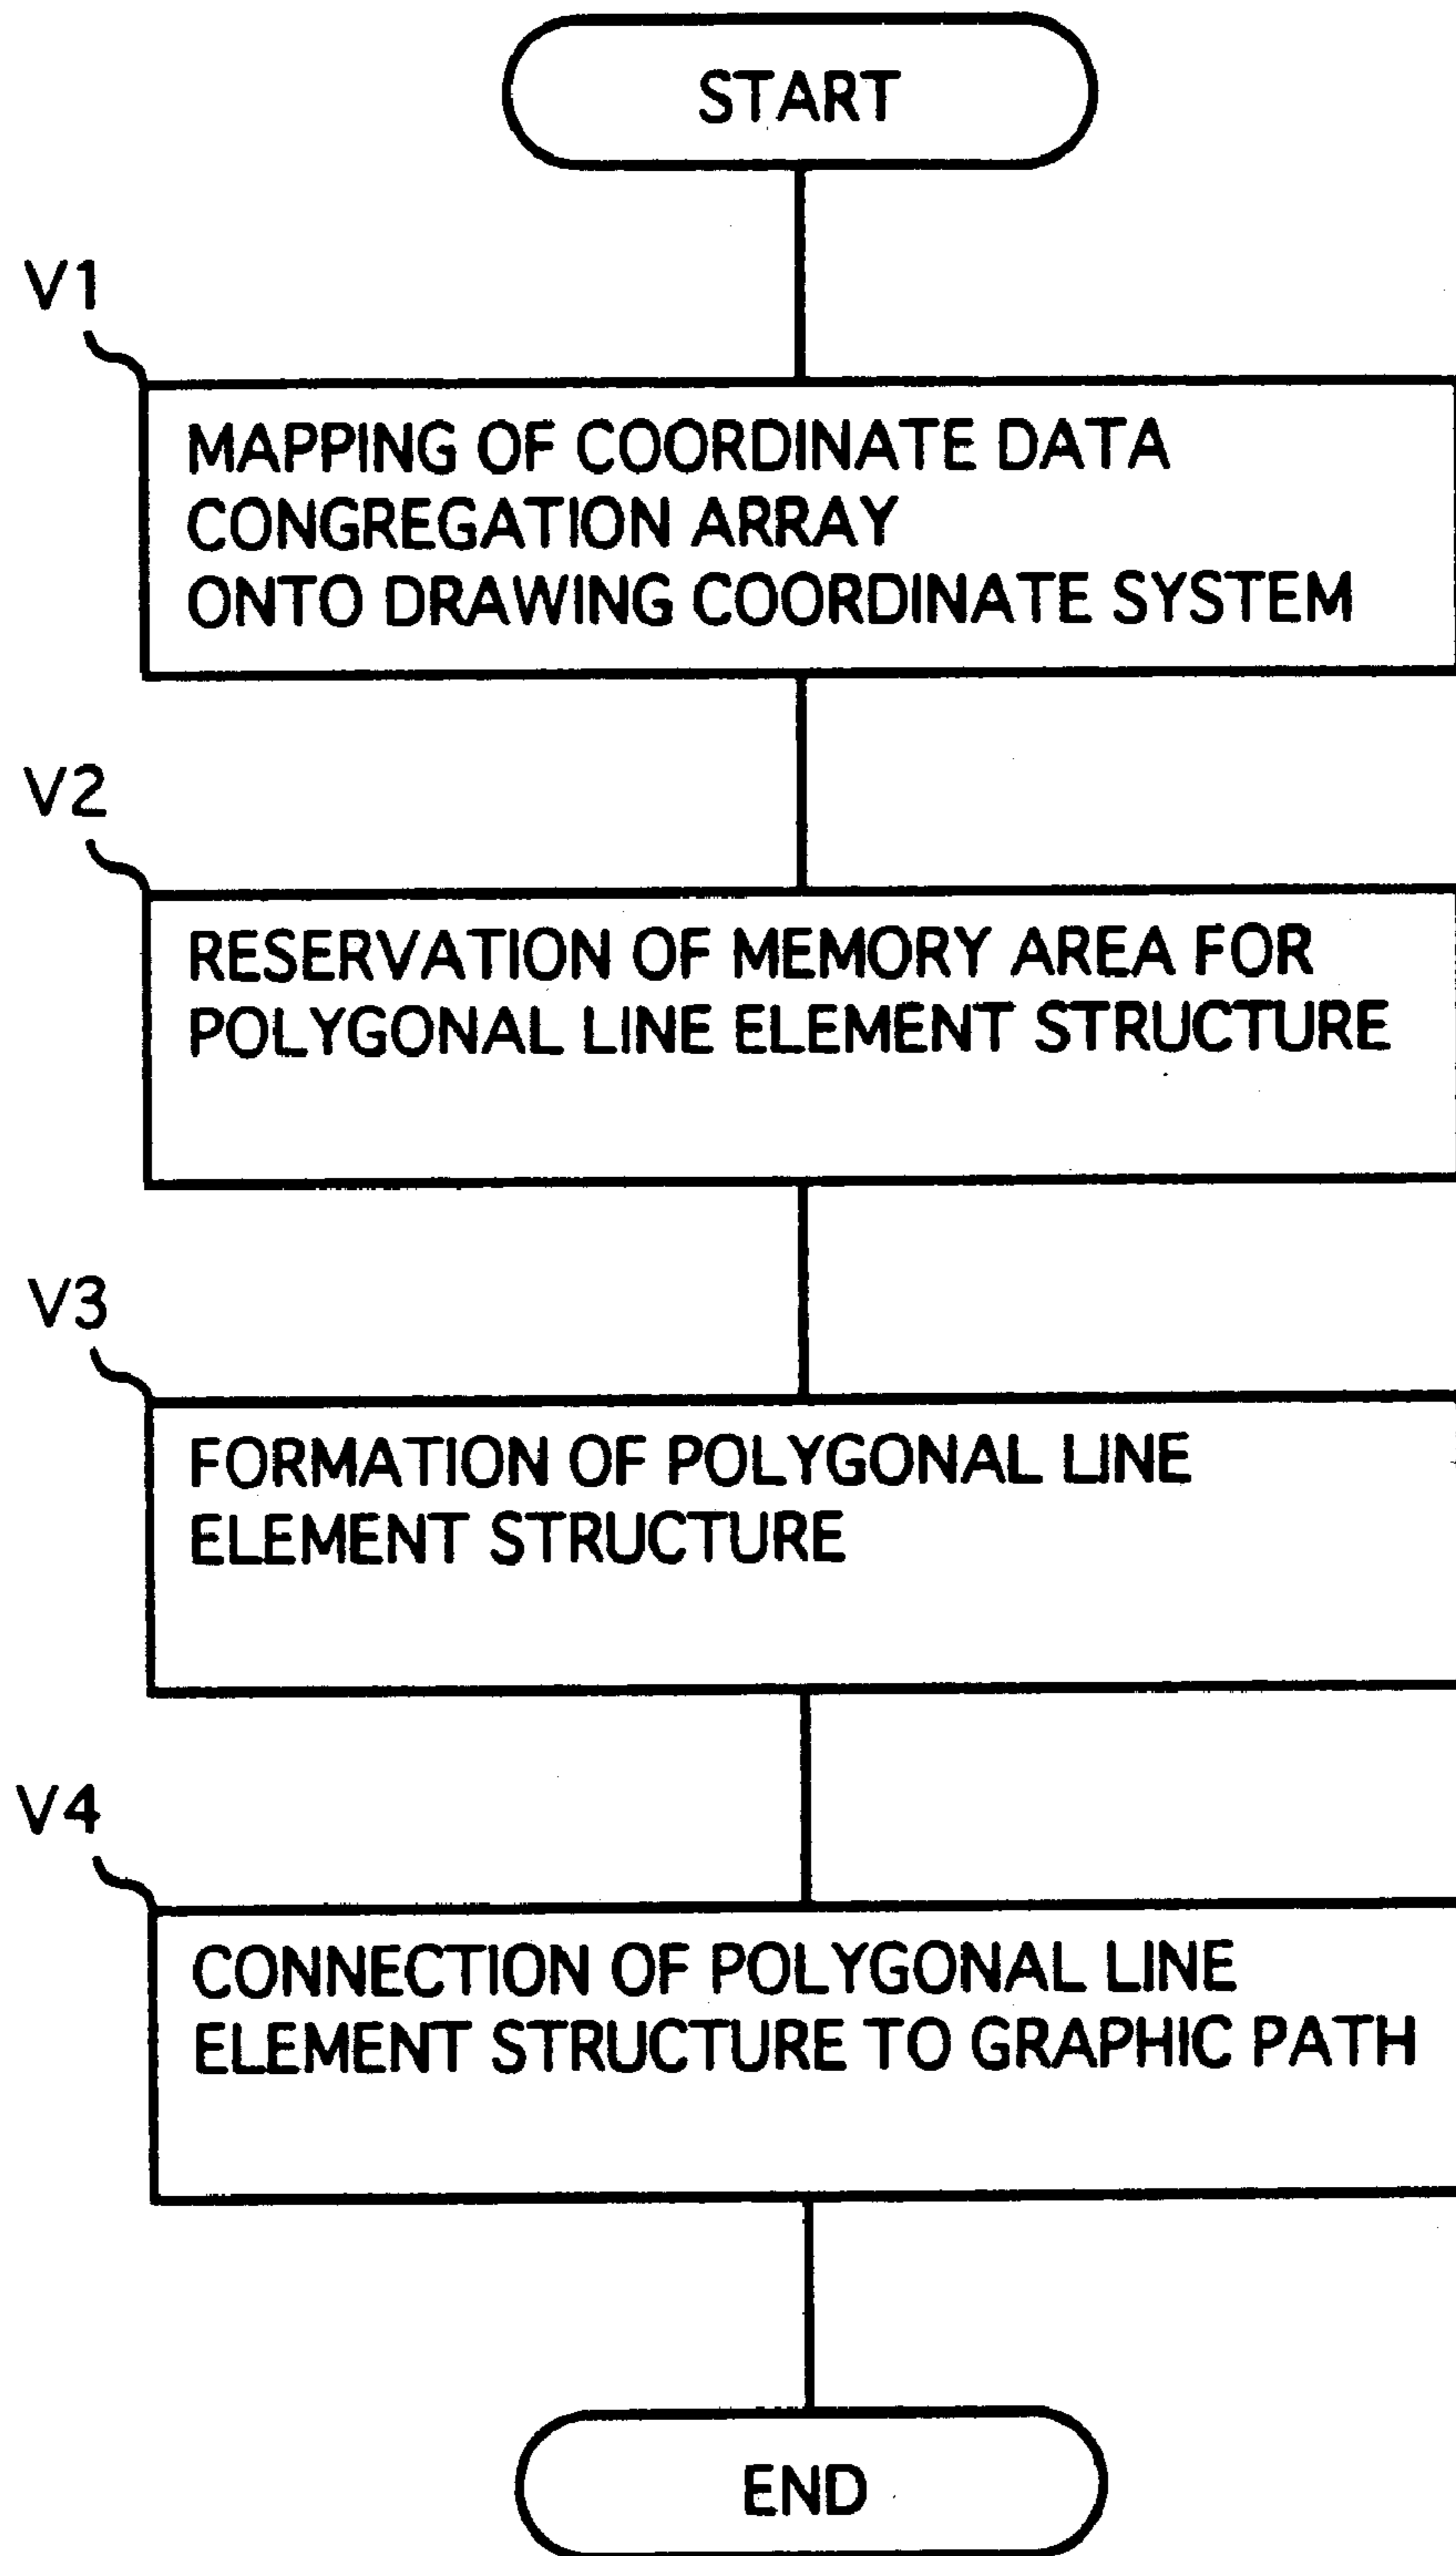 START
V1
MAPPING OF COORDINATE DATA
CONGREGATION ARRAY
ONTO DRAWING COORDINATE SYSTEM
V2
RESERVATION OF MEMORY AREA FOR
POLYGONAL LINE ELEMENT STRUCTURE
V3
FORMATION OF POLYGONAL LINE
ELEMENT STRUCTURE
V4
CONNECTION OF POLYGONAL LINE
ELEMENT STRUCTURE TO GRAPHIC PATH
END